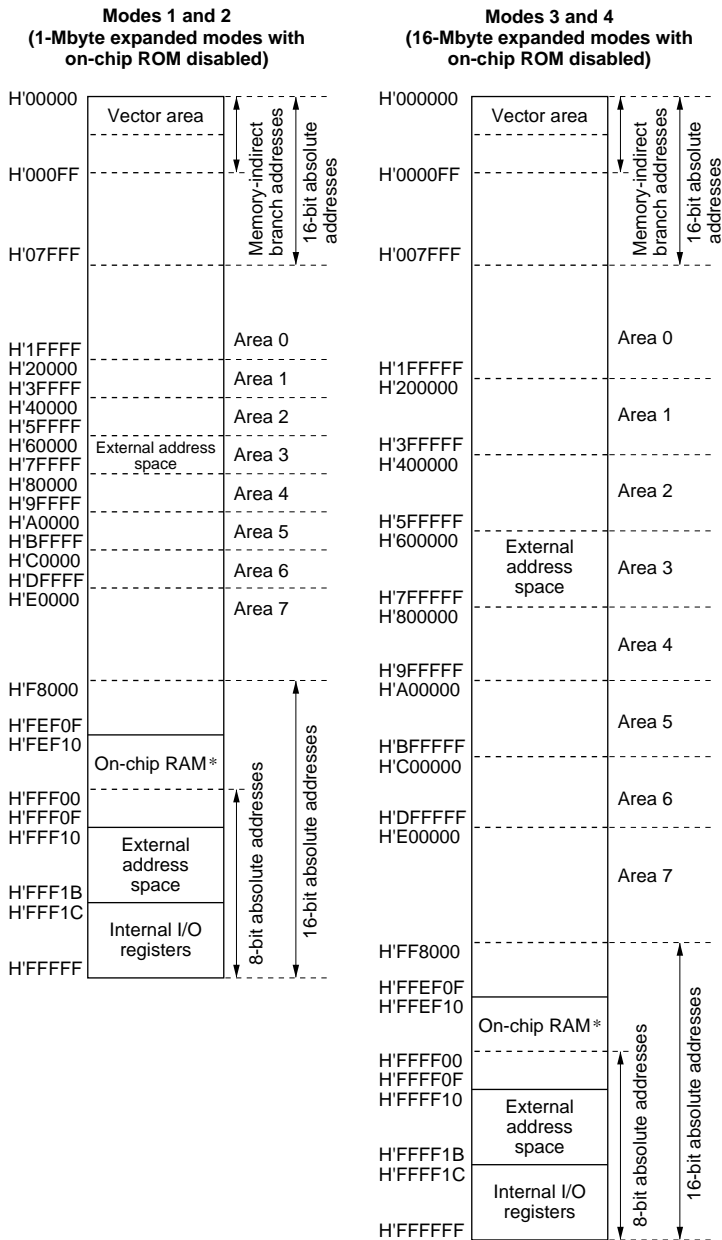 Modes 1 and 2
(1-Mbyte expanded modes with
on-chip ROM disabled)
H'00000
Vector area
H'000FF
H'07FFF
Memory-indirect
branch addresses
16-bit absolute
addresses
H'1FFFF
Area 0
H'20000
H'3FFFF
Area 1
H'40000
H'5FFFF
Area 2
H'60000
H'7FFFF
External address
space
Area 3
H'80000
H'9FFFF
Area 4
H'A0000
H'BFFFF
Area 5
H'C0000
H'DFFFF
Area 6
H'E0000
Area 7
H'F8000
H'FEF0F
H'FEF10
On-chip RAM*
H'FFF00
H'FFF0F
H'FFF10
External
address
space
H'FFF1B
H'FFF1C
Internal I/O
registers
H'FFFFF
8-bit absolute addresses
16-bit absolute addresses
Modes 3 and 4
(16-Mbyte expanded modes with
on-chip ROM disabled)
H'000000
Vector area
H'0000FF
H'007FFF
Memory-indirect
branch addresses
16-bit absolute
addresses
Area 0
H'1FFFFF
H'200000
Area 1
H'3FFFFF
H'400000
Area 2
H'5FFFFF
H'600000
External
address
space
Area 3
H'7FFFFF
H'800000
Area 4
H'9FFFFF
H'A00000
Area 5
H'BFFFFF
H'C00000
Area 6
H'DFFFFF
H'E00000
Area 7
H'FF8000
H'FFEF0F
H'FFEF10
On-chip RAM*
H'FFFF00
H'FFFF0F
H'FFFF10
External
address
space
H'FFFF1B
H'FFFF1C
Internal I/O
registers
H'FFFFFF
8-bit absolute addresses
16-bit absolute addresses